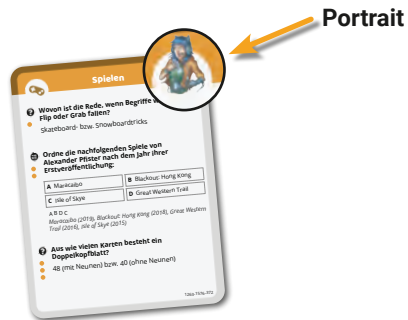 Portrait
Spielen
Wovon ist die Rede, wenn Begriffe w
Flip oder Grab fallen?
Skateboard- bzw. Snowboardtricks
Ordne die nachfolgenden Spiele von
Alexander Pfister nach dem Jahr ihrer
Erstveröffentlichung:
A Maracaibo
B Blackout: Hong Kong
C Isle of Skye
D Great Western Trail
A B D C
Maracaibo (2019), Blackout: Hong Kong (2018), Great Western
Trail (2016), Isle of Skye (2015)
Aus wie vielen Karten besteht ein
Doppelkopfblatt?
48 (mit Neunen) bzw. 40 (ohne Neunen)